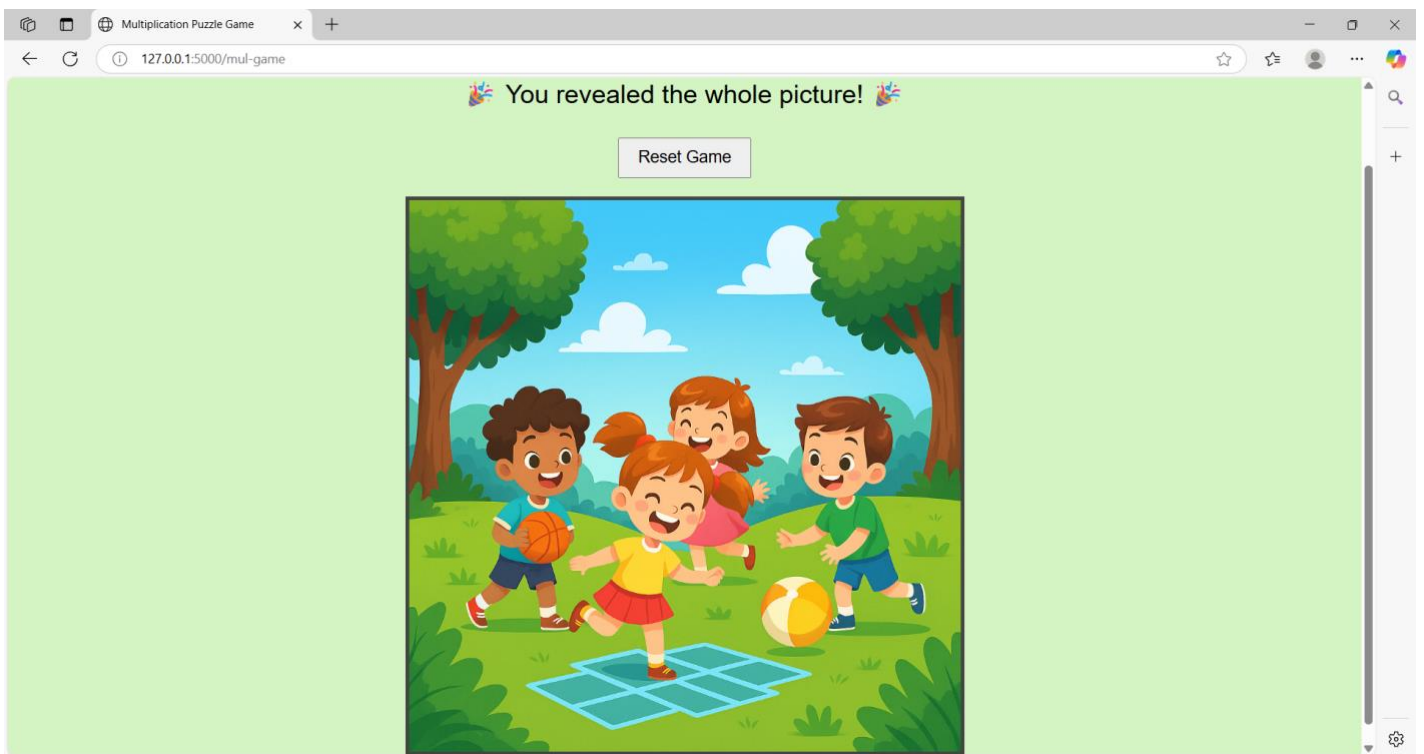 Multiplication Puzzle Game
127.0.0.1:5000/mul-game
🎉 You revealed the whole picture! 🎉
Reset Game